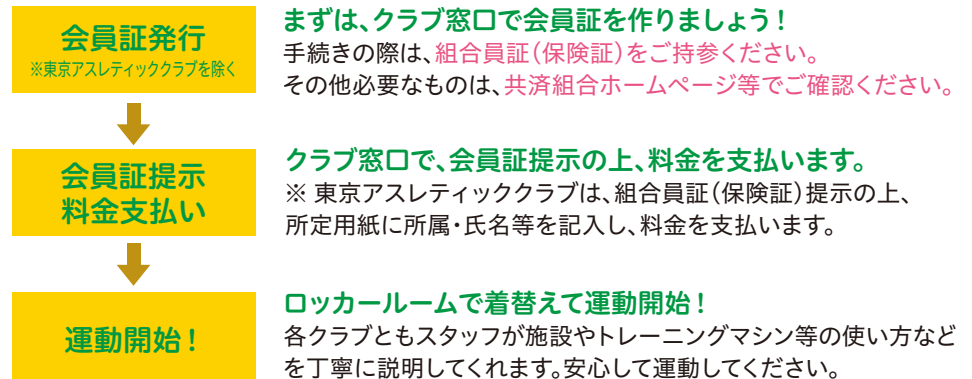 会員証発行
※東京アスレティッククラブを除く
まずは、クラブ窓口で会員証を作りましょう！
手続きの際は、組合員証（保険証）をご持参ください。
その他必要なものは、共済組合ホームページ等でご確認ください。
会員証提示
料金支払い
クラブ窓口で、会員証提示の上、料金を支払います。
※ 東京アスレティッククラブは、組合員証（保険証）提示の上、
所定用紙に所属・氏名等を記入し、料金を支払います。
運動開始！
ロッカールームで着替えて運動開始！
各クラブともスタッフが施設やトレーニングマシン等の使い方など
を丁寧に説明してくれます。安心して運動してください。